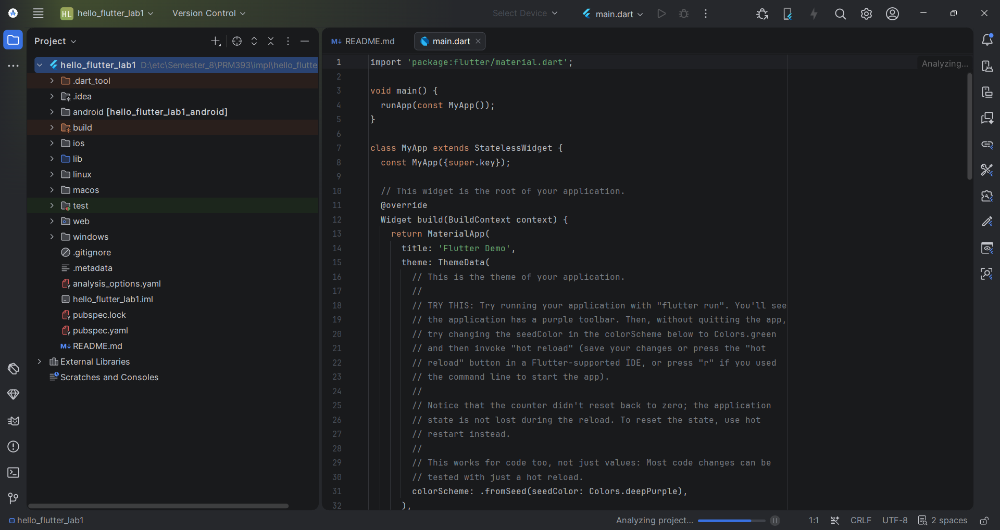 HL hello_flutter_lab1 Version Control Select Device main.dart
Project
README.md main.dart
hello_flutter_lab1 D:\etc\Semester_8\PRM393\impl\hello_flutte
.dart_tool
.idea
android [hello_flutter_lab1_android]
build
ios
lib
linux
macos
test
web
windows
.gitignore
.metadata
analysis_options.yaml
hello_flutter_lab1.iml
pubspec.lock
pubspec.yaml
M↓ README.md
External Libraries
Scratches and Consoles
Analyzing...
1 import 'package:flutter/material.dart';
2
3 void main() {
4 runApp(const MyApp());
5 }
6
7 class MyApp extends StatelessWidget {
8 const MyApp({super.key});
9
10 // This widget is the root of your application.
11 @override
12 Widget build(BuildContext context) {
13 return MaterialApp(
14 title: 'Flutter Demo',
15 theme: ThemeData(
16 // This is the theme of your application.
17 //
18 // TRY THIS: Try running your application with "flutter run". You'll see
19 // the application has a purple toolbar. Then, without quitting the app,
20 // try changing the seedColor in the colorScheme below to Colors.green
21 // and then invoke "hot reload" (save your changes or press the "hot
22 // reload" button in a Flutter-supported IDE, or press "r" if you used
23 // the command line to start the app).
24 //
25 // Notice that the counter didn't reset back to zero; the application
26 // state is not lost during the reload. To reset the state, use hot
27 // restart instead.
28 //
29 // This works for code too, not just values: Most code changes can be
30 // tested with just a hot reload.
31 colorScheme: .fromSeed(seedColor: Colors.deepPurple),
32 ),
hello_flutter_lab1 Analyzing project... 1:1 CRLF UTF-8 2 spaces